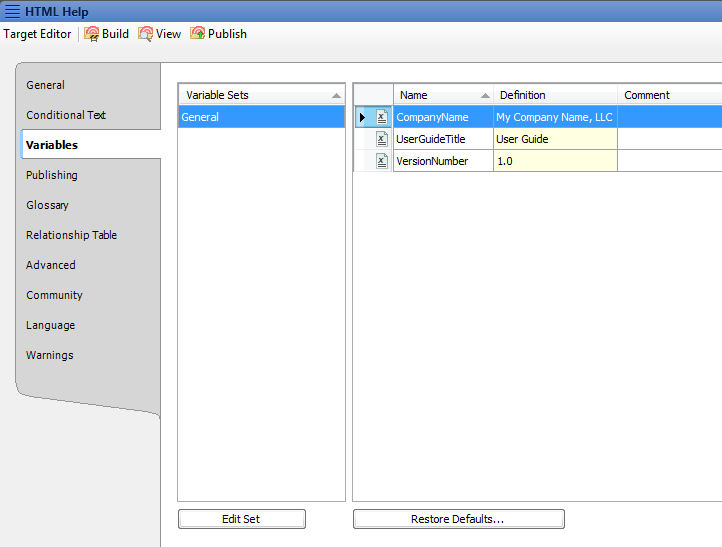 HTML Help
Target Editor Build View Publish
General
Conditional Text
Variables
Publishing
Glossary
Relationship Table
Advanced
Community
Language
Warnings
Variable Sets
General
Name Definition Comment
CompanyName My Company Name, LLC
UserGuideTitle User Guide
VersionNumber 1.0
Edit Set
Restore Defaults...